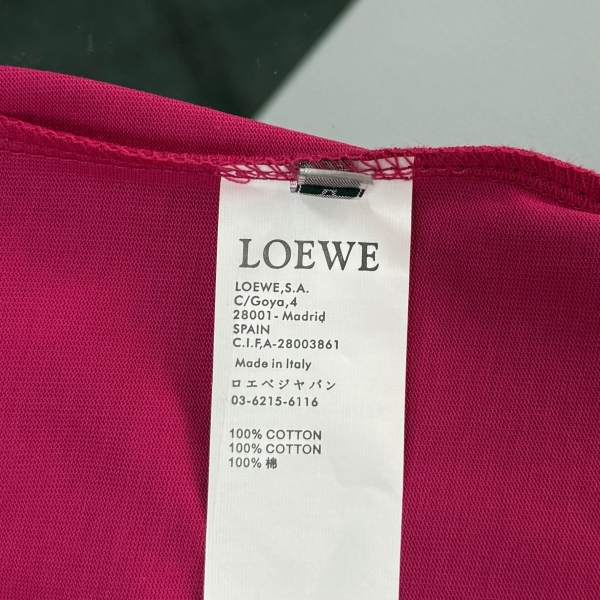 LOEWE
LOEWE,S.A.
C/Goya,4
28001- Madrid
SPAIN
C.I.F,A-28003861
Made in Italy
ロエベジャパン
03-6215-6116
100% COTTON
100% COTTON
100% 棉